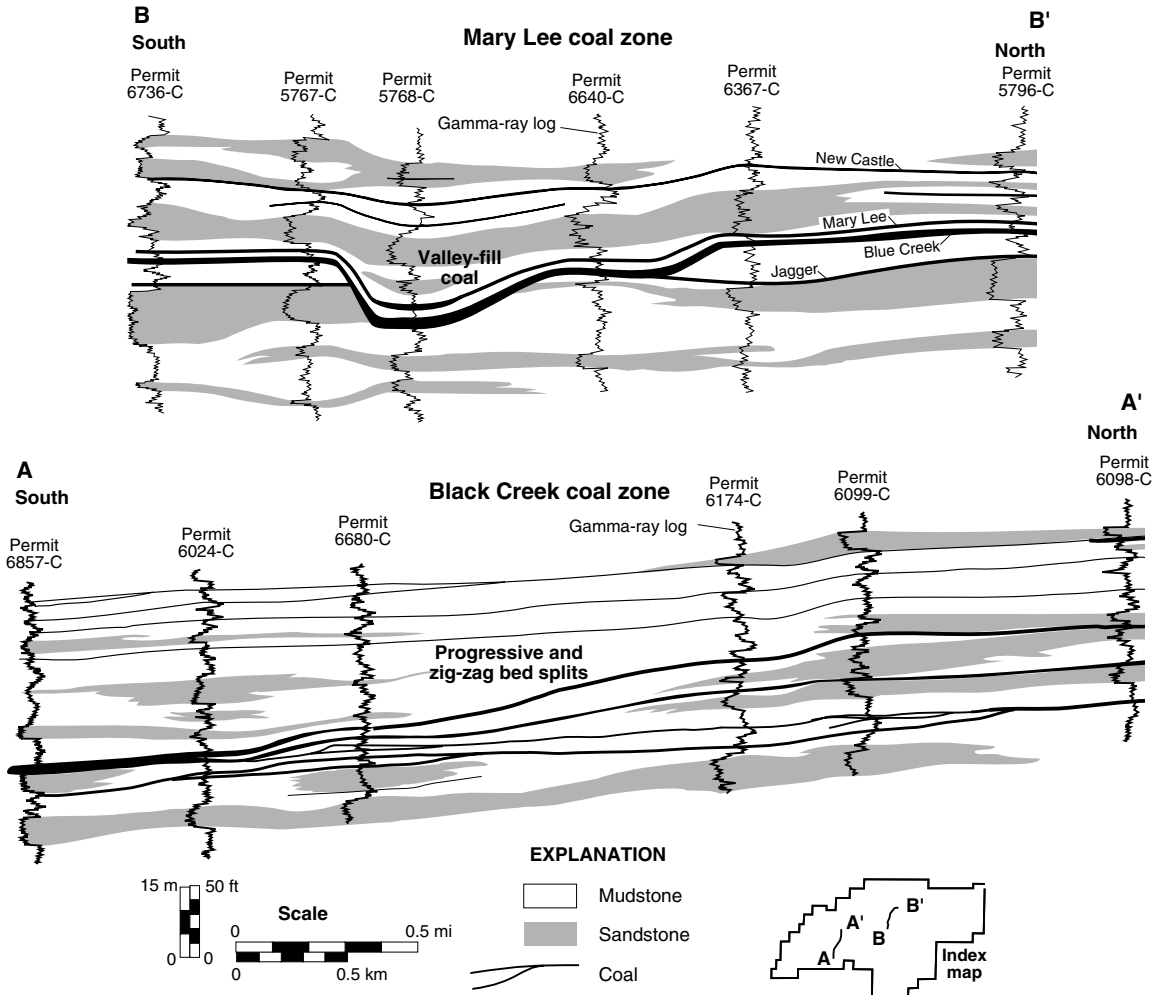 B
South
Mary Lee coal zone
B'
North
Permit
6736-C
Permit
5767-C
Permit
5768-C
Permit
6640-C
Permit
6367-C
Permit
5796-C
Gamma-ray log
New Castle
Mary Lee
Blue Creek
Jagger
Valley-fill
coal
A
South
Black Creek coal zone
A'
North
Permit
6857-C
Permit
6024-C
Permit
6680-C
Permit
6174-C
Permit
6099-C
Permit
6098-C
Gamma-ray log
Progressive and
zig-zag bed splits
15 m
50 ft
0
0
Scale
0
0.5 mi
0
0.5 km
EXPLANATION
Mudstone
Sandstone
Coal
A'
A
B'
B
Index
map